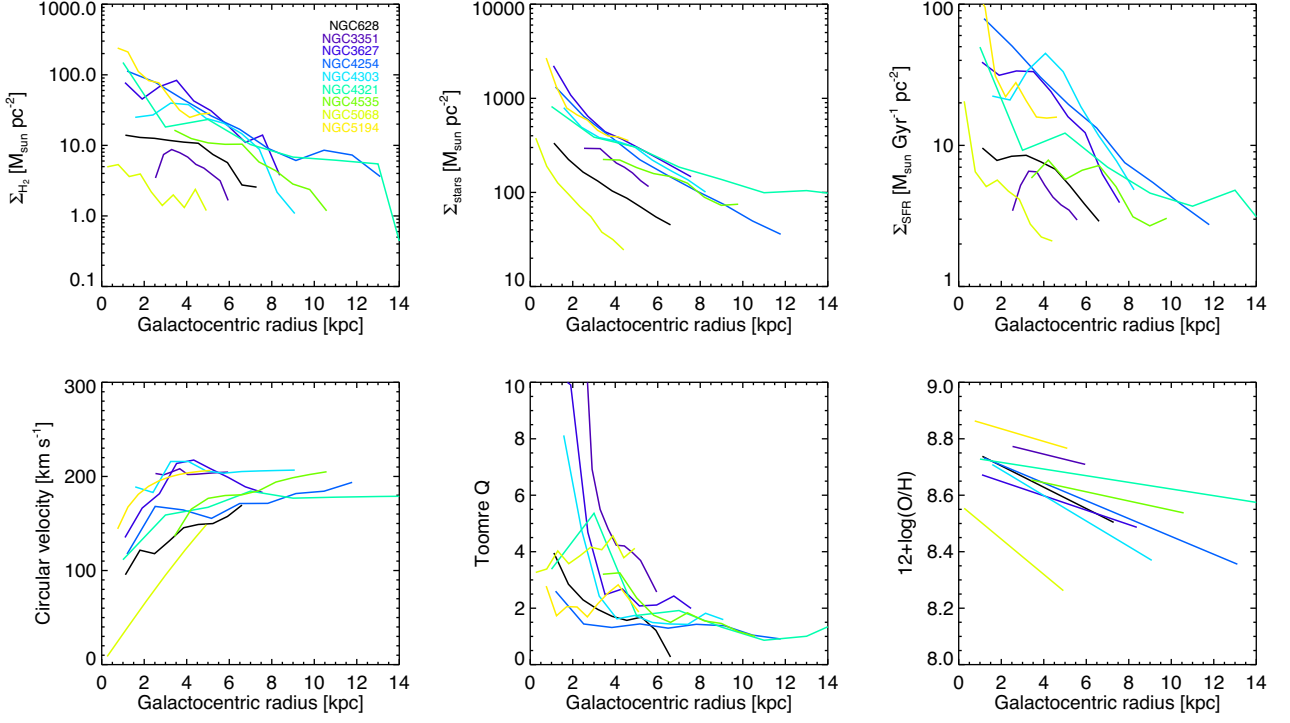 1000.0
100.0
10.0
1.0
0.1
Σ_H₂ [M_sun pc⁻²]
NGC628
NGC3351
NGC3627
NGC4254
NGC4303
NGC4321
NGC4535
NGC5068
NGC5194
0 2 4 6 8 10 12 14
Galactocentric radius [kpc]
10000
1000
100
10
Σ_stars [M_sun pc⁻²]
0 2 4 6 8 10 12 14
Galactocentric radius [kpc]
100
10
1
Σ_SFR [M_sun Gyr⁻¹ pc⁻²]
0 2 4 6 8 10 12 14
Galactocentric radius [kpc]
300
200
100
0
Circular velocity [km s⁻¹]
0 2 4 6 8 10 12 14
Galactocentric radius [kpc]
10
8
6
4
2
0
Toomre Q
0 2 4 6 8 10 12 14
Galactocentric radius [kpc]
9.0
8.8
8.6
8.4
8.2
8.0
12+log(O/H)
0 2 4 6 8 10 12 14
Galactocentric radius [kpc]